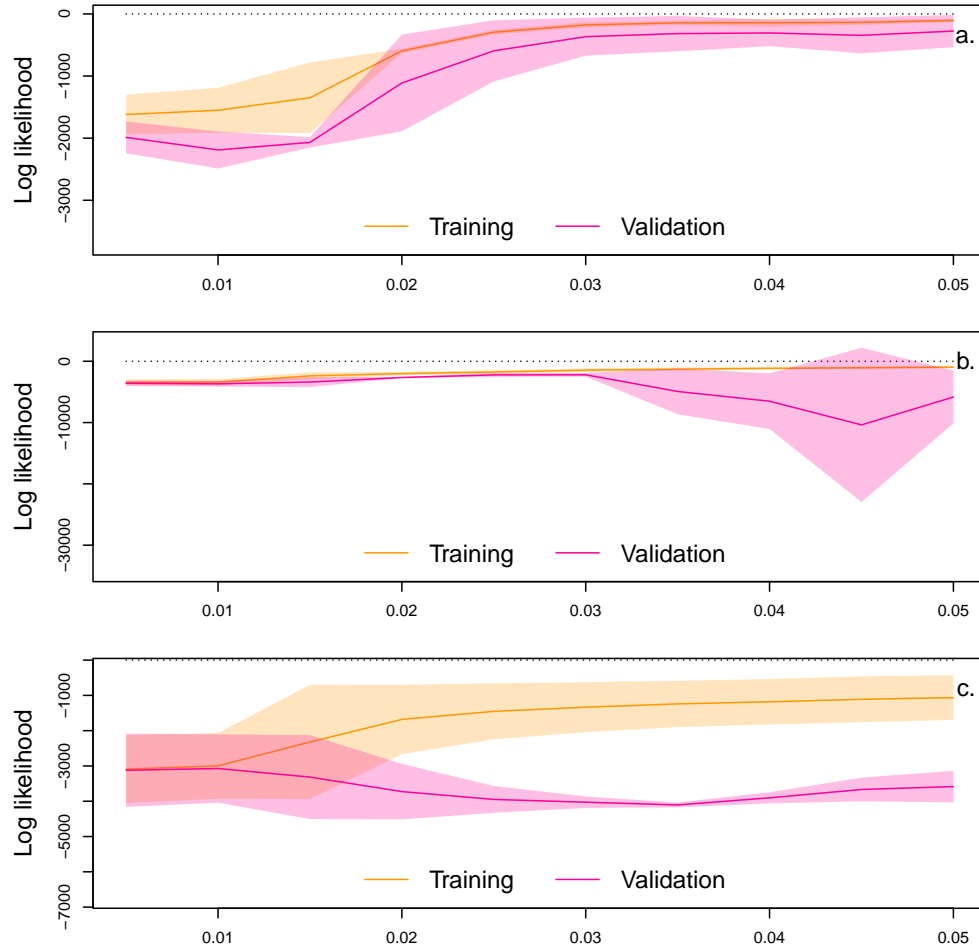 0
-1000
-2000
-3000
Log likelihood
a.
Training Validation
0.01 0.02 0.03 0.04 0.05
0
-10000
-30000
Log likelihood
b.
Training Validation
0.01 0.02 0.03 0.04 0.05
-1000
-3000
-5000
-7000
Log likelihood
c.
Training Validation
0.01 0.02 0.03 0.04 0.05